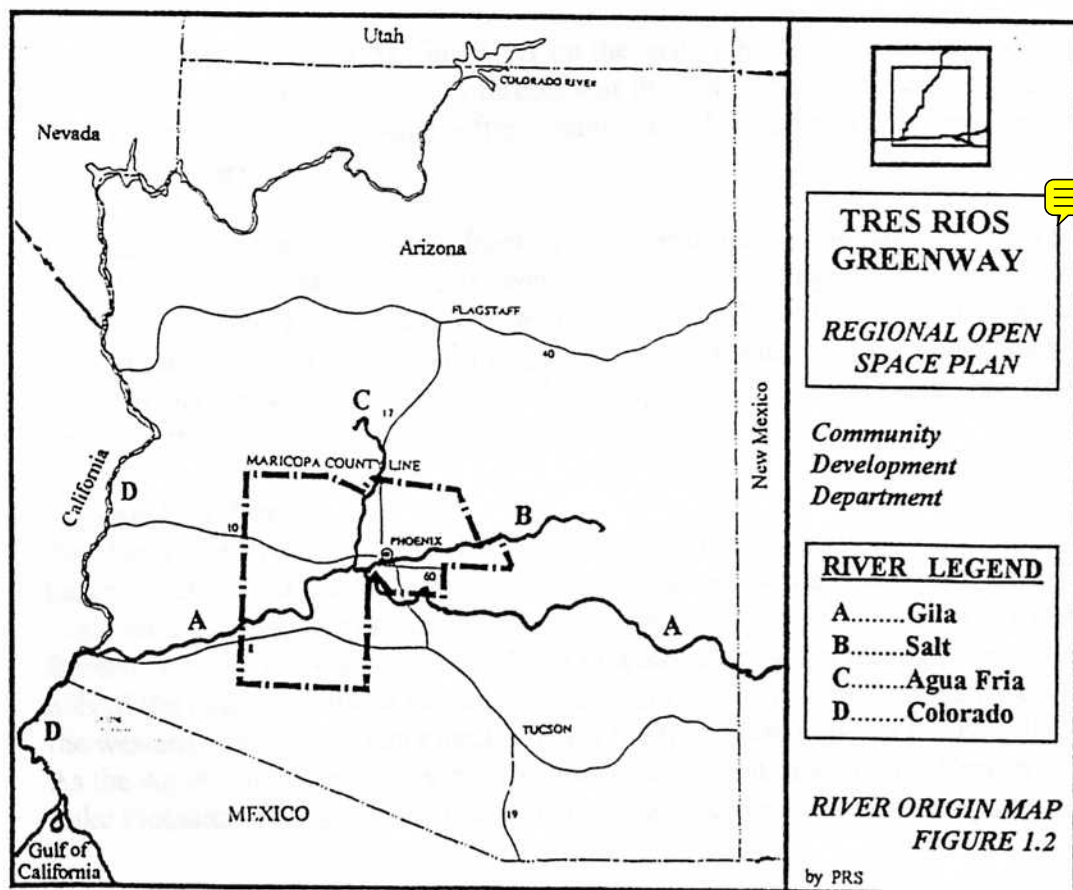 Utah
COLORADO RIVER
Nevada
Arizona
FLAGSTAFF
40
C
17
New Mexico
California
D
MARICOPA COUNTY LINE
B
10
PHOENIX
60
A
A
8
D
TUCSON
MEXICO
19
Gulf of
California
TRES RIOS
GREENWAY
REGIONAL OPEN
SPACE PLAN
Community
Development
Department
RIVER LEGEND
A........Gila
B........Salt
C........Agua Fria
D........Colorado
RIVER ORIGIN MAP
FIGURE 1.2
by PRS